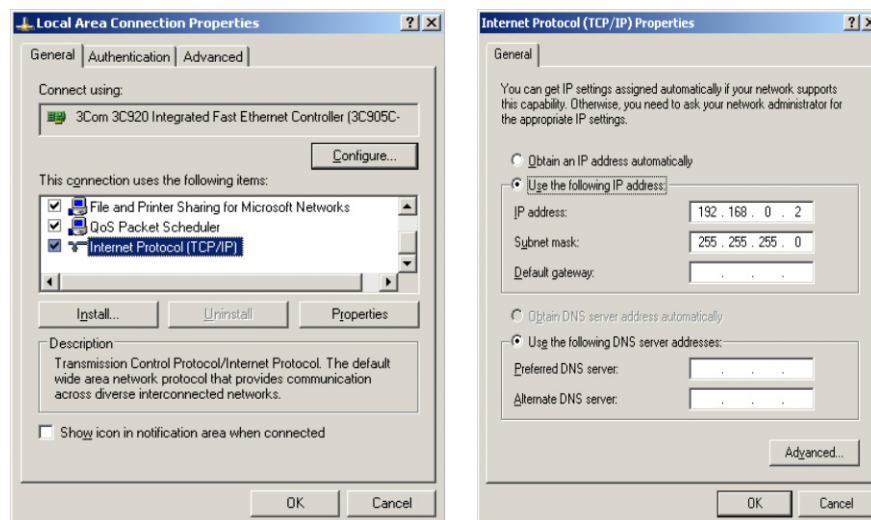 Local Area Connection Properties
General Authentication Advanced
Connect using:
3Com 3C920 Integrated Fast Ethernet Controller (3C905C-
Configure...
This connection uses the following items:
File and Printer Sharing for Microsoft Networks
QoS Packet Scheduler
Internet Protocol (TCP/IP)
Install... Uninstall Properties
Description
Transmission Control Protocol/Internet Protocol. The default
wide area network protocol that provides communication
across diverse interconnected networks.
Show icon in notification area when connected
OK Cancel
Internet Protocol (TCP/IP) Properties
General
You can get IP settings assigned automatically if your network supports
this capability. Otherwise, you need to ask your network administrator for
the appropriate IP settings.
Obtain an IP address automatically
Use the following IP address:
IP address: 192 . 168 . 0 . 2
Subnet mask: 255 . 255 . 255 . 0
Default gateway: . . .
Obtain DNS server address automatically
Use the following DNS server addresses:
Preferred DNS server: . . .
Alternate DNS server: . . .
Advanced...
OK Cancel